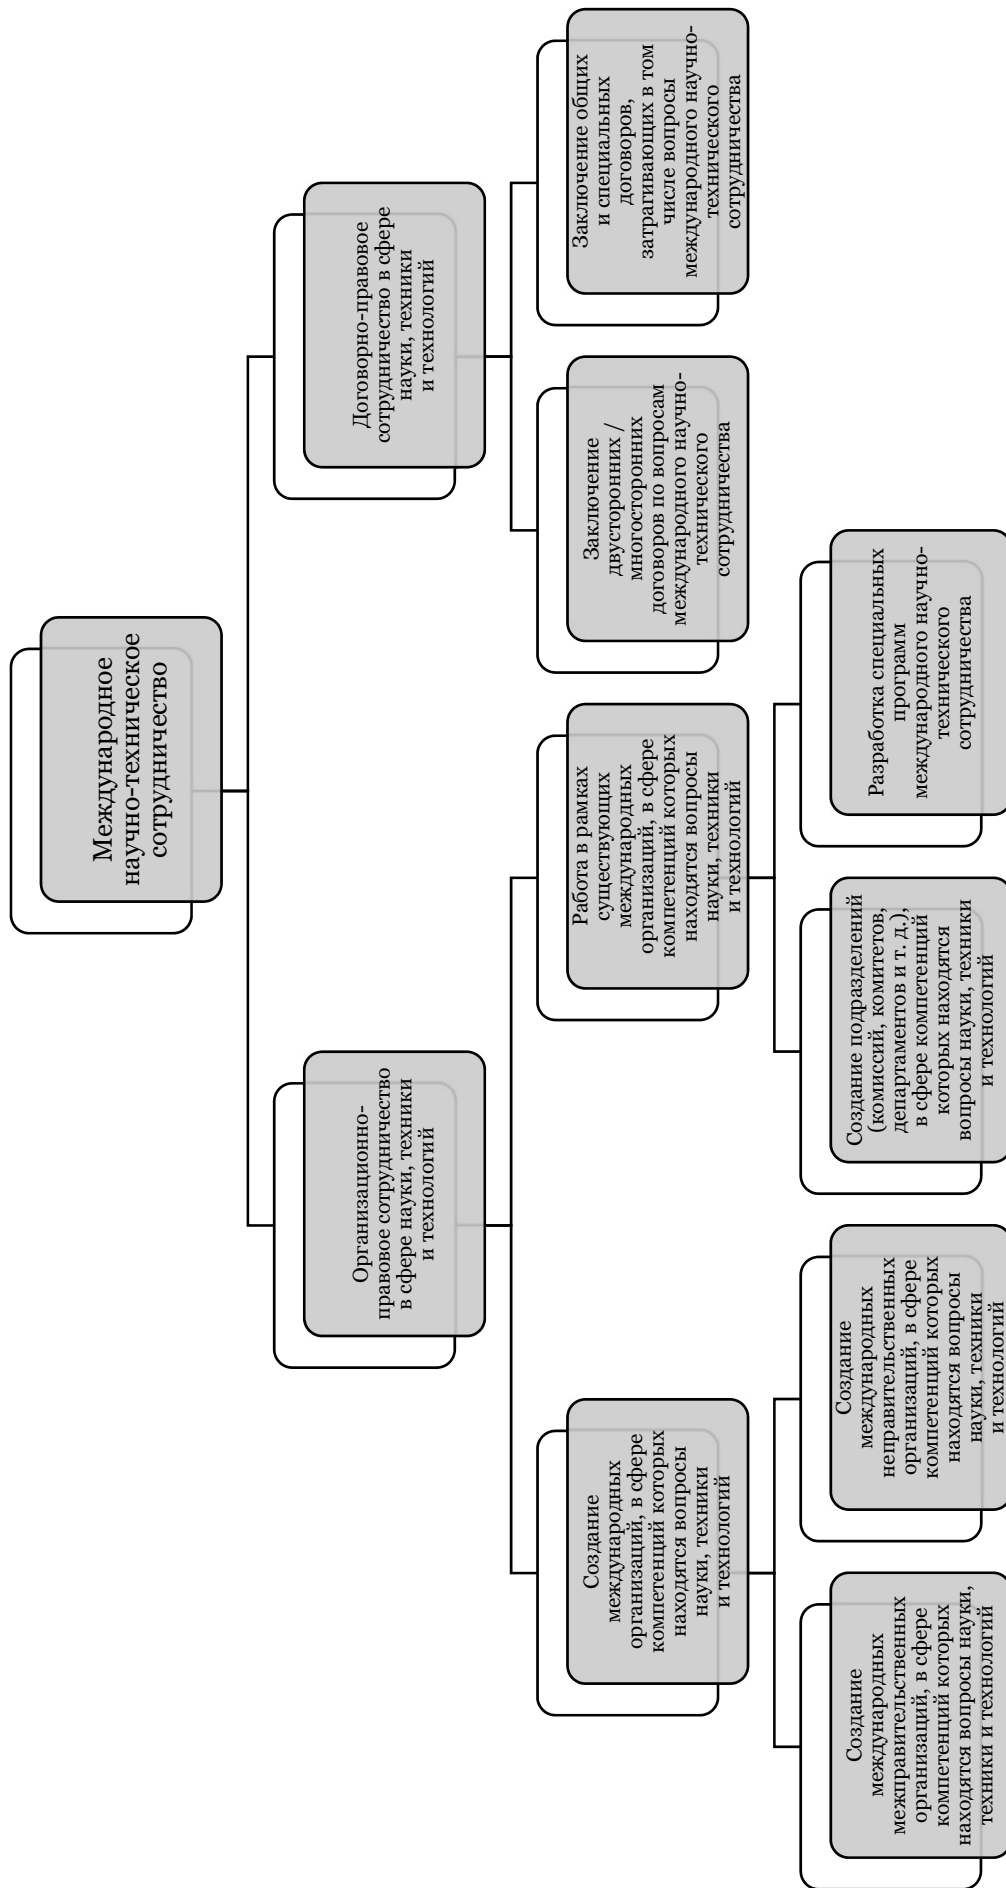 Международное
научно-техническое
сотрудничество
Организационно-
правовое сотрудничество
в сфере науки, техники
и технологий
Договорно-правовое
сотрудничество в сфере
науки, техники
и технологий
Создание
международных
организаций, в сфере
компетенций которых
находятся вопросы
науки, техники
и технологий
Работа в рамках
существующих
международных
организаций, в сфере
компетенций которых
находятся вопросы
науки, техники
и технологий
Заключение
двусторонних /
многосторонних
договоров по вопросам
международного научно-
технического
сотрудничества
Заключение общих
и специальных
договоров,
затрагивающих в том
числе вопросы
международного научно-
технического
сотрудничества
Создание
международных
межправительственных
организаций, в сфере
компетенций которых
находятся вопросы науки,
техники и технологий
Создание
международных
неправительственных
организаций, в сфере
компетенций которых
находятся вопросы
науки, техники
и технологий
Создание подразделений
(комиссий, комитетов,
департаментов и т. д.),
в сфере компетенций
которых находятся
вопросы науки, техники
и технологий
Разработка специальных
программ
международного научно-
технического
сотрудничества